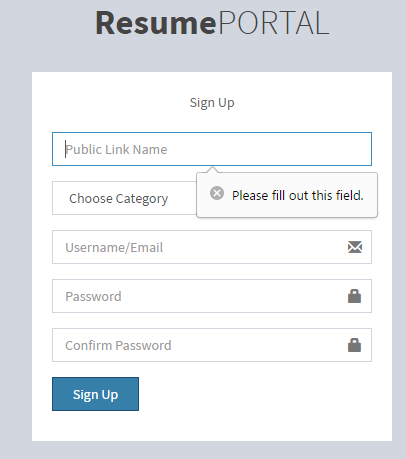 ResumePORTAL
Sign Up
Public Link Name
Please fill out this field.
Choose Category
Username/Email
Password
Confirm Password
Sign Up